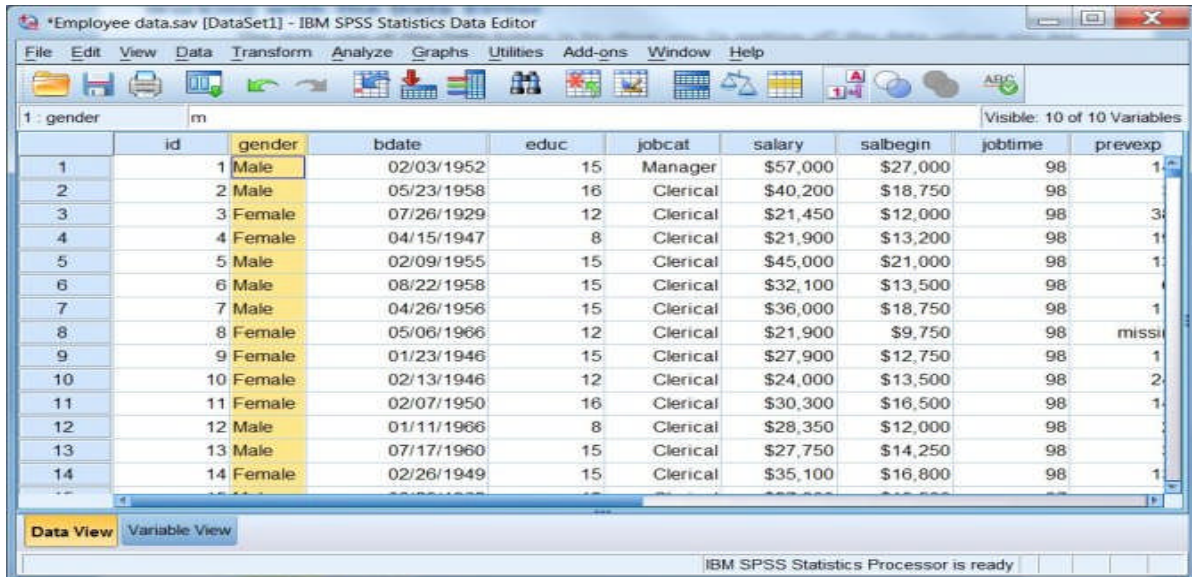 *Employee data.sav [DataSet1] - IBM SPSS Statistics Data Editor
File Edit View Data Transform Analyze Graphs Utilities Add-ons Window Help
1 : gender m Visible: 10 of 10 Variables
id gender bdate educ jobcat salary salbegin jobtime prevexp
1 1 Male 02/03/1952 15 Manager $57,000 $27,000 98
2 2 Male 05/23/1958 16 Clerical $40,200 $18,750 98
3 3 Female 07/26/1929 12 Clerical $21,450 $12,000 98
4 4 Female 04/15/1947 8 Clerical $21,900 $13,200 98
5 5 Male 02/09/1955 15 Clerical $45,000 $21,000 98
6 6 Male 08/22/1958 15 Clerical $32,100 $13,500 98
7 7 Male 04/26/1956 15 Clerical $36,000 $18,750 98
8 8 Female 05/06/1966 12 Clerical $21,900 $9,750 98
9 9 Female 01/23/1946 15 Clerical $27,900 $12,750 98
10 10 Female 02/13/1946 12 Clerical $24,000 $13,500 98
11 11 Female 02/07/1950 16 Clerical $30,300 $16,500 98
12 12 Male 01/11/1966 8 Clerical $28,350 $12,000 98
13 13 Male 07/17/1960 15 Clerical $27,750 $14,250 98
14 14 Female 02/26/1949 15 Clerical $35,100 $16,800 98
Data View Variable View
IBM SPSS Statistics Processor is ready